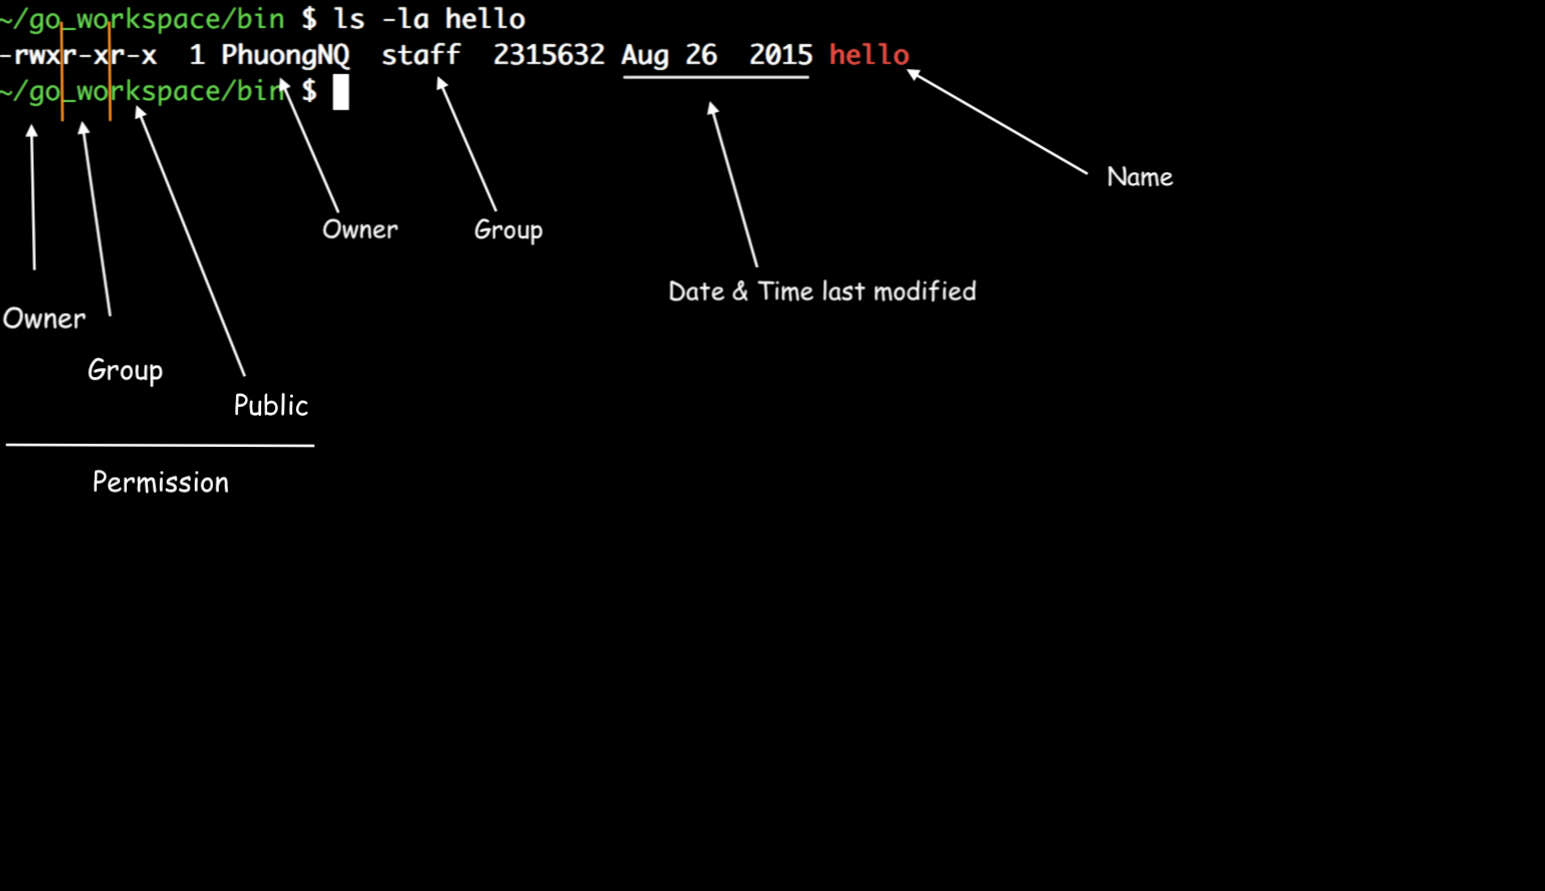 ~/go_workspace/bin $ ls -la hello
-rwxr-xr-x  1 PhuongNQ  staff  2315632 Aug 26  2015 hello
~/go_workspace/bin $
Name
Owner
Group
Date & Time last modified
Owner
Group
Public
Permission